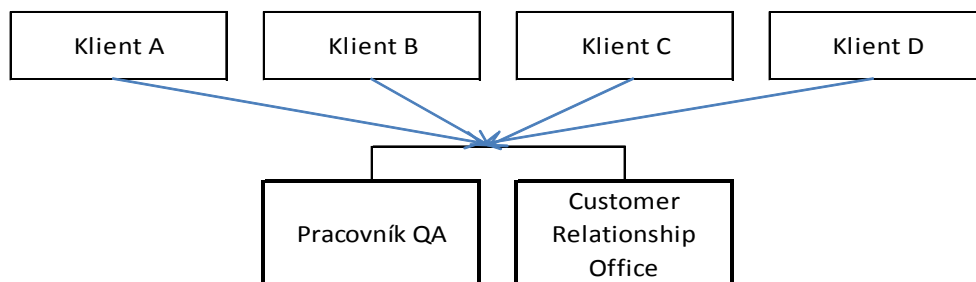 Klient A
Klient B
Klient C
Klient D
Pracovník QA
Customer
Relationship
Office